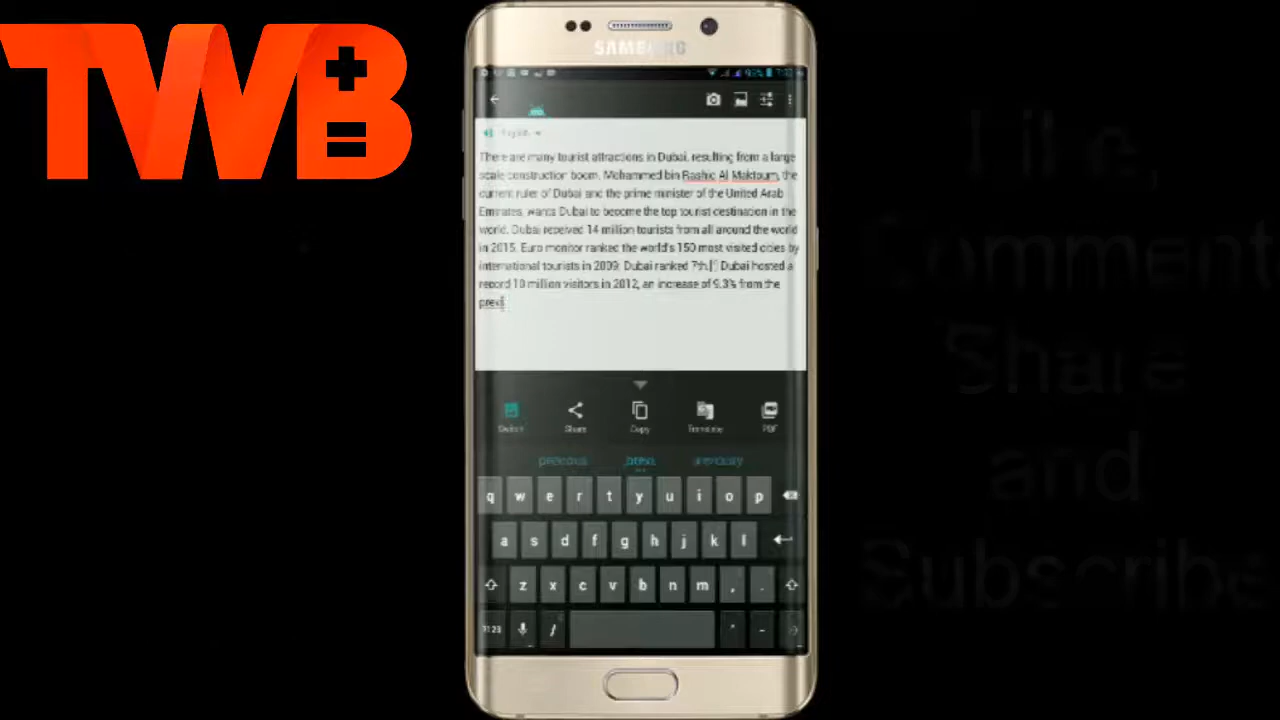 TWB
+
=
SAMSUNG
English
There are many tourist attractions in Dubai, resulting from a large
scale construction boom. Mohammed bin Rashid Al Maktoum, the
current ruler of Dubai and the prime minister of the United Arab
Emirates, wants Dubai to become the top tourist destination in the
world. Dubai received 14 million tourists from all around the world
in 2015. Euro monitor ranked the world's 150 most visited cities by
international tourists in 2009; Dubai ranked 7th.[ ] Dubai hosted a
record 10 million visitors in 2012, an increase of 9.3% from the
Share Copy Translate PDF
precious previously
q w e r t y u i o p
a s d f g h j k l
z x c v b n m , .
?123 /
Like,
Comment
Share
and
Subscribe